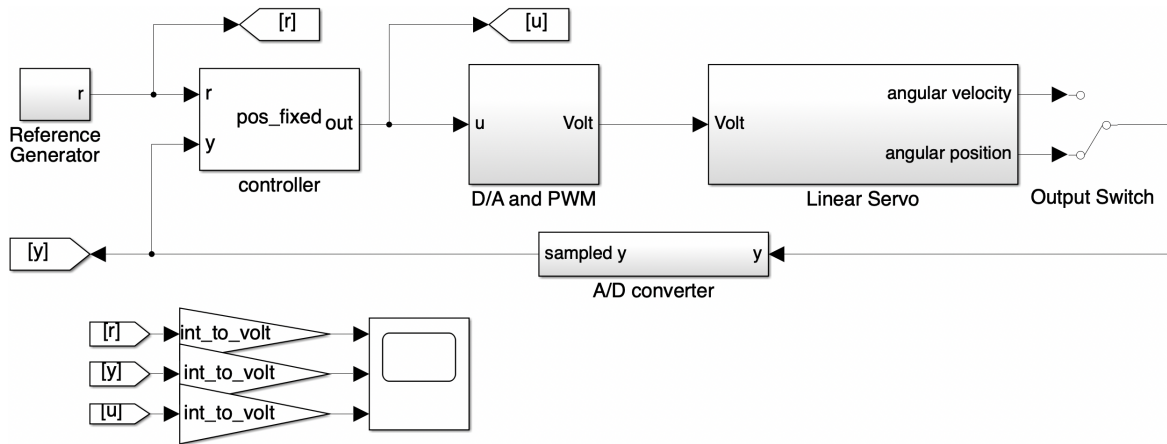 [r]
[u]
r
Reference
Generator
r
y
pos_fixed
out
controller
u
Volt
D/A and PWM
Volt
angular velocity
angular position
Linear Servo
Output Switch
[y]
sampled y
y
A/D converter
[r]
int_to_volt
[y]
int_to_volt
[u]
int_to_volt